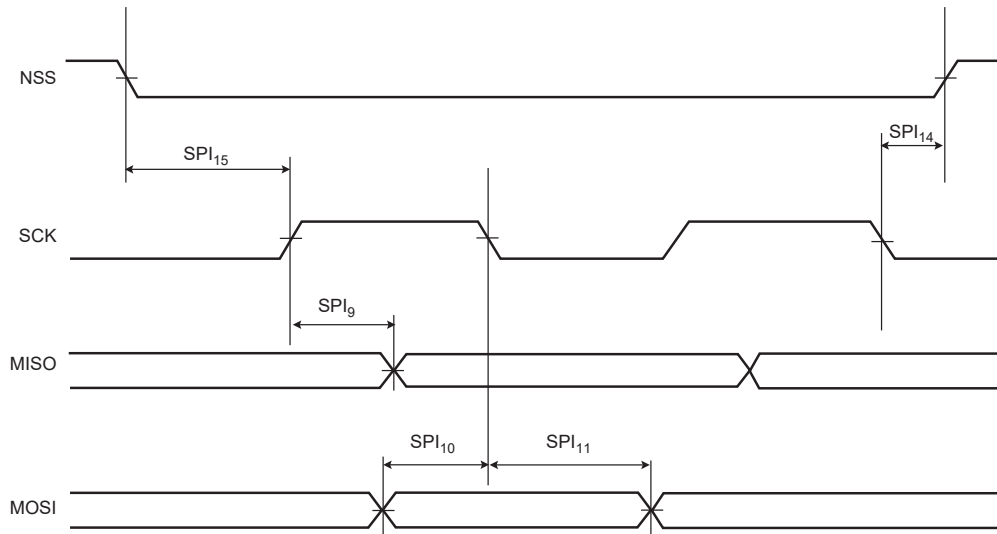 NSS
SPI₁₄
SPI₁₅
SCK
SPI₉
MISO
SPI₁₀
SPI₁₁
MOSI